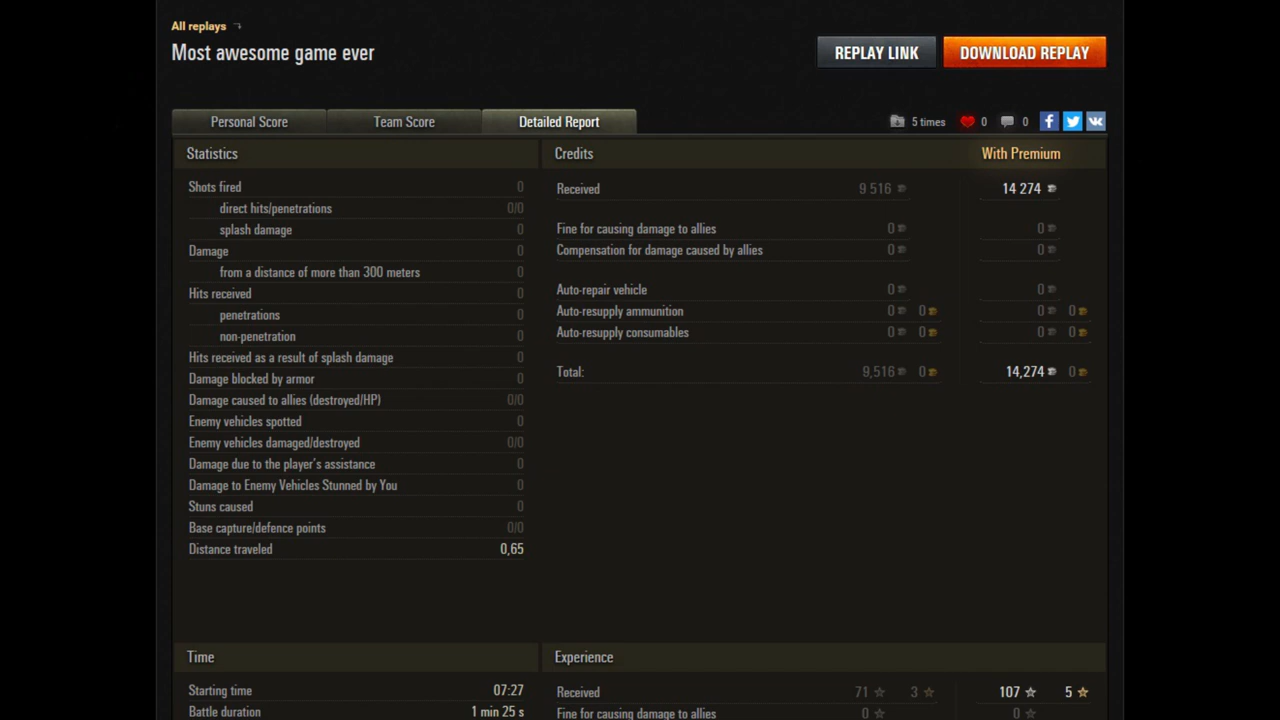 All replays
Most awesome game ever
REPLAY LINK
DOWNLOAD REPLAY
Personal Score
Team Score
Detailed Report
5 times
0
0
Statistics
Credits
With Premium
Shots fired 0
direct hits/penetrations 0/0
splash damage 0
Damage 0
from a distance of more than 300 meters 0
Hits received 0
penetrations 0
non-penetration 0
Hits received as a result of splash damage 0
Damage blocked by armor 0
Damage caused to allies (destroyed/HP) 0/0
Enemy vehicles spotted 0
Enemy vehicles damaged/destroyed 0/0
Damage due to the player's assistance 0
Damage to Enemy Vehicles Stunned by You 0
Stuns caused 0
Base capture/defence points 0/0
Distance traveled 0,65
Received 9 516 14 274
Fine for causing damage to allies 0 0
Compensation for damage caused by allies 0 0
Auto-repair vehicle 0 0
Auto-resupply ammunition 0 0 0 0
Auto-resupply consumables 0 0 0 0
Total: 9,516 0 14,274 0
Time
Starting time 07:27
Battle duration 1 min 25 s
Experience
Received 71 3 107 5
Fine for causing damage to allies 0 0